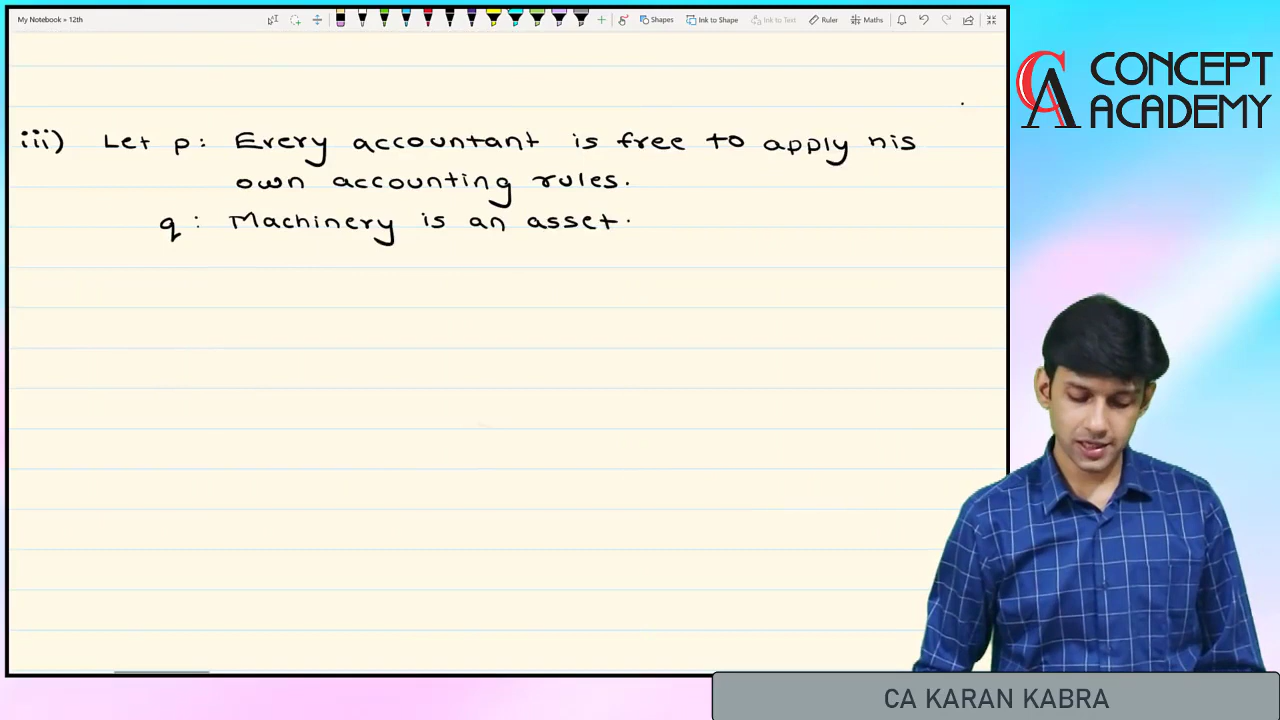 My Notebook » 12th
Shapes
Ink to Shape
Ink to Text
Ruler
Maths
CONCEPT
ACADEMY
CA
iii) Let p: Every accountant is free to apply his
own accounting rules.
q: Machinery is an asset.
CA KARAN KABRA